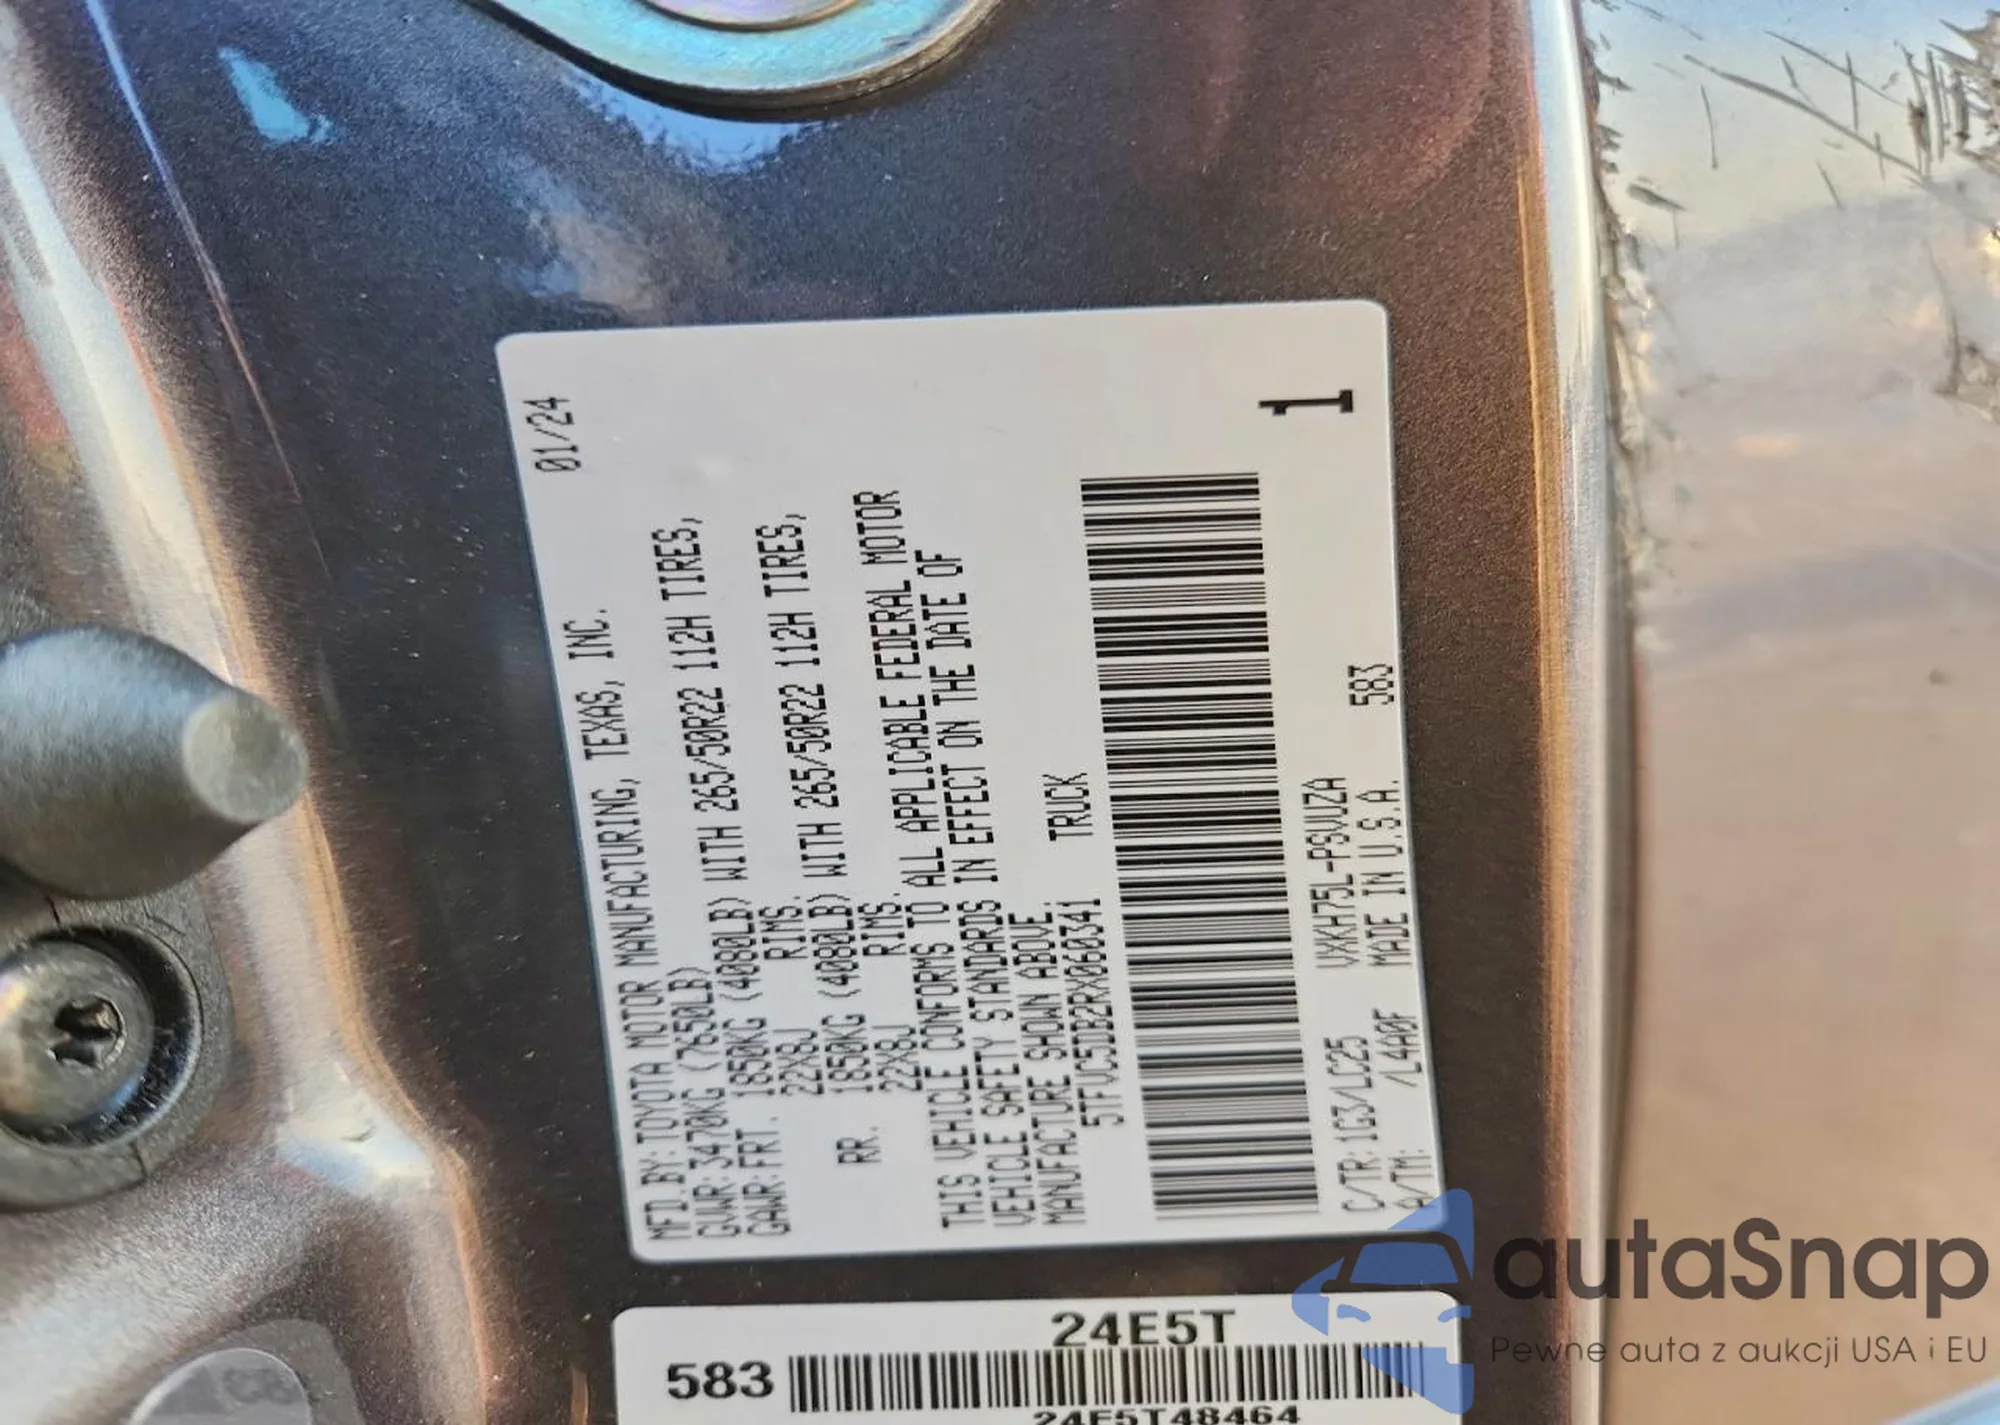 01/24
MFD.BY:TOYOTA MOTOR MANUFACTURING, TEXAS, INC.
GVWR:3470KG (7650LB)
GAWR:FRT. 1850KG (4080LB) WITH 265/50R22 112H TIRES,
22X8J RIMS.
RR. 1850KG (4080LB) WITH 265/50R22 112H TIRES,
22X8J RIMS.
THIS VEHICLE CONFORMS TO ALL APPLICABLE FEDERAL MOTOR
VEHICLE SAFETY STANDARDS IN EFFECT ON THE DATE OF
MANUFACTURE SHOWN ABOVE.
5TFVC5DB2RX060341 TRUCK
1
C/TR:1G3/LC25 VXKH75L-PSVUZA
A/TM: /L4A0F MADE IN U.S.A. 583
24E5T
583
24E5T48464
autaSnap
Pewne auta z aukcji USA i EU